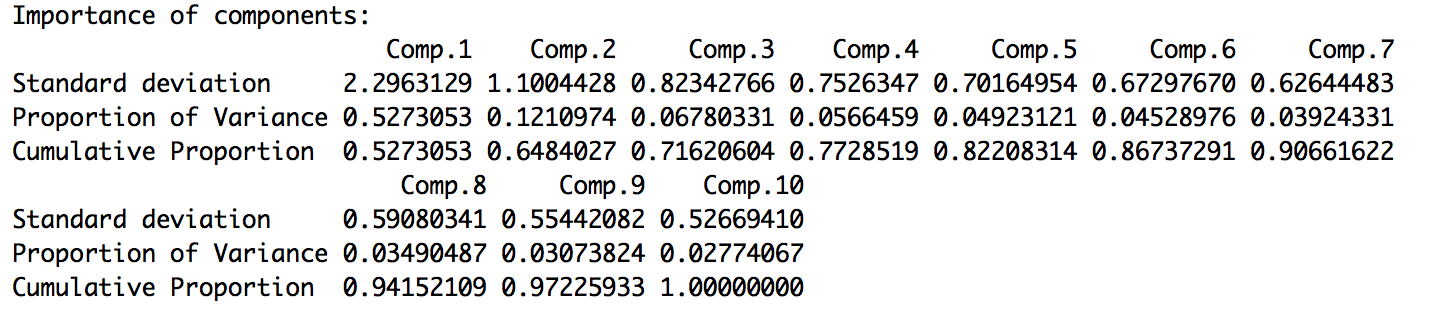 Importance of components:
                          Comp.1    Comp.2     Comp.3    Comp.4     Comp.5     Comp.6     Comp.7
Standard deviation     2.2963129 1.1004428 0.82342766 0.7526347 0.70164954 0.67297670 0.62644483
Proportion of Variance 0.5273053 0.1210974 0.06780331 0.0566459 0.04923121 0.04528976 0.03924331
Cumulative Proportion  0.5273053 0.6484027 0.71620604 0.7728519 0.82208314 0.86737291 0.90661622
                           Comp.8     Comp.9    Comp.10
Standard deviation     0.59080341 0.55442082 0.52669410
Proportion of Variance 0.03490487 0.03073824 0.02774067
Cumulative Proportion  0.94152109 0.97225933 1.00000000